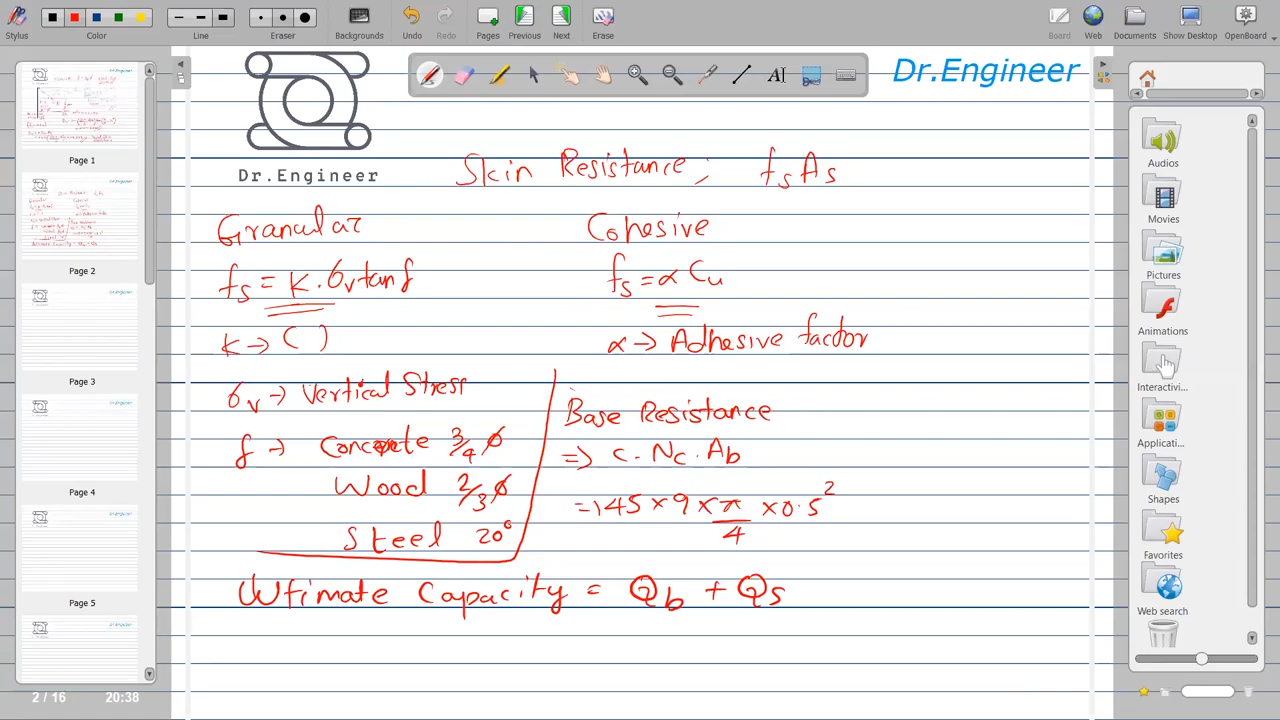 Stylus
Color
Line
Eraser
Backgrounds
Undo
Redo
Pages
Previous
Next
Erase
Board
Web
Documents
Show Desktop
OpenBoard
Dr.Engineer
Dr.Engineer
Skin Resistance; fsAs
Granular
Cohesive
fs = K.σv tan f
fs = α Cu
K → ( )
α → Adhesive factor
σv → Vertical Stress
f → Concrete 3/4 ø
Wood 2/3 ø
Steel 20°
Base Resistance
⇒ C. Nc. Ab
= 145 × 9 × π/4 × 0.5²
Ultimate Capacity = Qb + Qs
Page 1
Page 2
Page 3
Page 4
Page 5
2 / 16
20:38
Audios
Movies
Pictures
Animations
Interactivi...
Applicati...
Shapes
Favorites
Web search